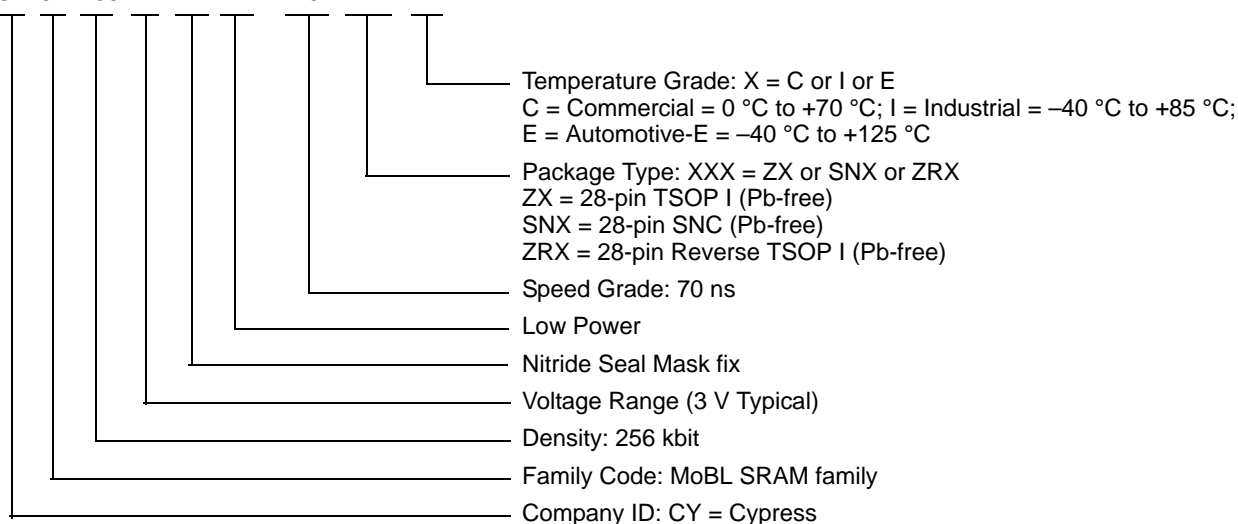 Temperature Grade: X = C or I or E
C = Commercial = 0 °C to +70 °C; I = Industrial = –40 °C to +85 °C;
E = Automotive-E = –40 °C to +125 °C
Package Type: XXX = ZX or SNX or ZRX
ZX = 28-pin TSOP I (Pb-free)
SNX = 28-pin SNC (Pb-free)
ZRX = 28-pin Reverse TSOP I (Pb-free)
Speed Grade: 70 ns
Low Power
Nitride Seal Mask fix
Voltage Range (3 V Typical)
Density: 256 kbit
Family Code: MoBL SRAM family
Company ID: CY = Cypress